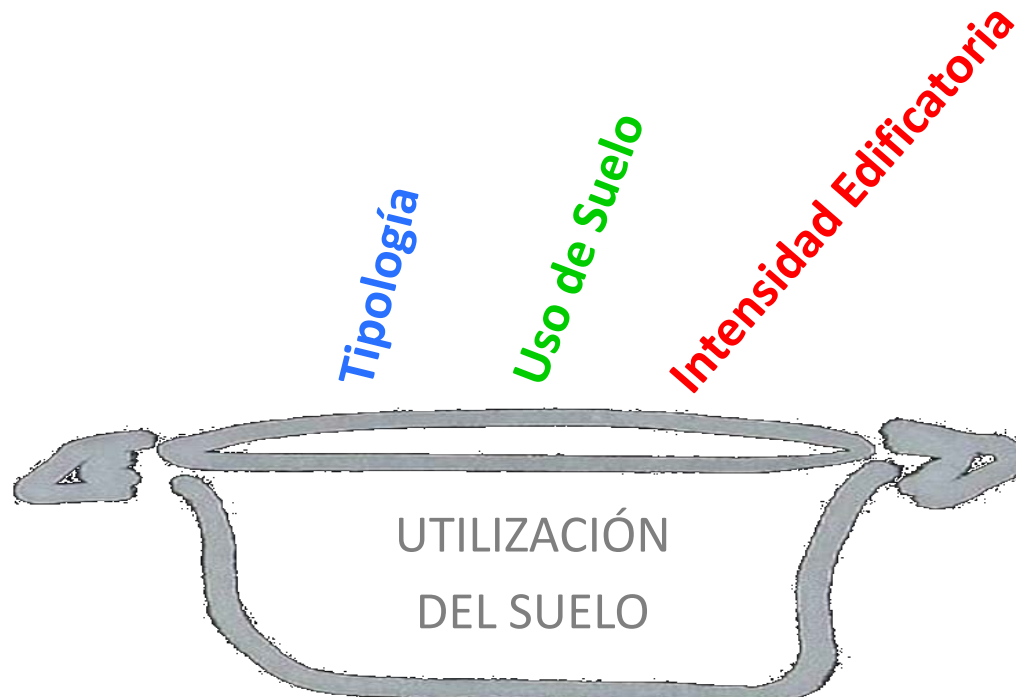 Tipología
Uso de Suelo
Intensidad Edificatoria
UTILIZACIÓN
DEL SUELO